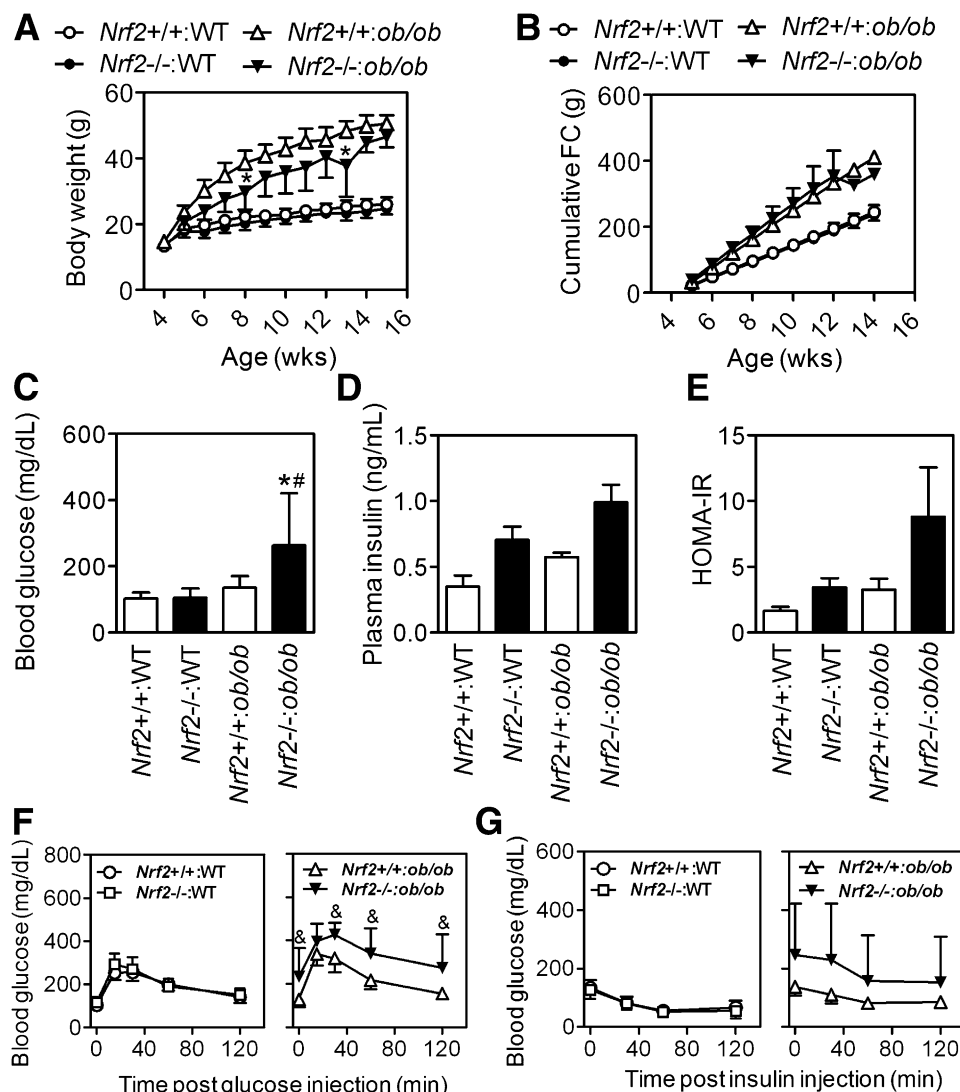 A
Nrf2+/+:WT
Nrf2+/+:ob/ob
Nrf2-/-:WT
Nrf2-/-:ob/ob
60
40
20
0
Body weight (g)
*
*
4 6 8 10 12 14 16
Age (wks)
B
Nrf2+/+:WT
Nrf2+/+:ob/ob
Nrf2-/-:WT
Nrf2-/-:ob/ob
600
400
200
0
Cumulative FC (g)
4 6 8 10 12 14 16
Age (wks)
C
Blood glucose (mg/dL)
600
400
200
0
*#
Nrf2+/+:WT
Nrf2-/-:WT
Nrf2+/+:ob/ob
Nrf2-/-:ob/ob
D
Plasma insulin (ng/mL)
1.5
1.0
0.5
0.0
Nrf2+/+:WT
Nrf2-/-:WT
Nrf2+/+:ob/ob
Nrf2-/-:ob/ob
E
HOMA-IR
15
10
5
0
Nrf2+/+:WT
Nrf2-/-:WT
Nrf2+/+:ob/ob
Nrf2-/-:ob/ob
F
Blood glucose (mg/dL)
800
600
400
200
0
Nrf2+/+:WT
Nrf2-/-:WT
0 40 80 120
Nrf2+/+:ob/ob
Nrf2-/-:ob/ob
& & & &
0 40 80 120
Time post glucose injection (min)
G
Blood glucose (mg/dL)
600
400
200
0
Nrf2+/+:WT
Nrf2-/-:WT
0 40 80 120
Nrf2+/+:ob/ob
Nrf2-/-:ob/ob
0 40 80 120
Time post insulin injection (min)